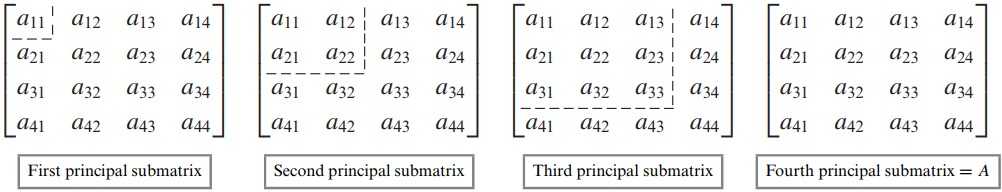 a₁₁ a₁₂ a₁₃ a₁₄ a₁₁ a₁₂ a₁₃ a₁₄ a₁₁ a₁₂ a₁₃ a₁₄ a₁₁ a₁₂ a₁₃ a₁₄
a₂₁ a₂₂ a₂₃ a₂₄ a₂₁ a₂₂ a₂₃ a₂₄ a₂₁ a₂₂ a₂₃ a₂₄ a₂₁ a₂₂ a₂₃ a₂₄
a₃₁ a₃₂ a₃₃ a₃₄ a₃₁ a₃₂ a₃₃ a₃₄ a₃₁ a₃₂ a₃₃ a₃₄ a₃₁ a₃₂ a₃₃ a₃₄
a₄₁ a₄₂ a₄₃ a₄₄ a₄₁ a₄₂ a₄₃ a₄₄ a₄₁ a₄₂ a₄₃ a₄₄ a₄₁ a₄₂ a₄₃ a₄₄
First principal submatrix Second principal submatrix Third principal submatrix Fourth principal submatrix = A